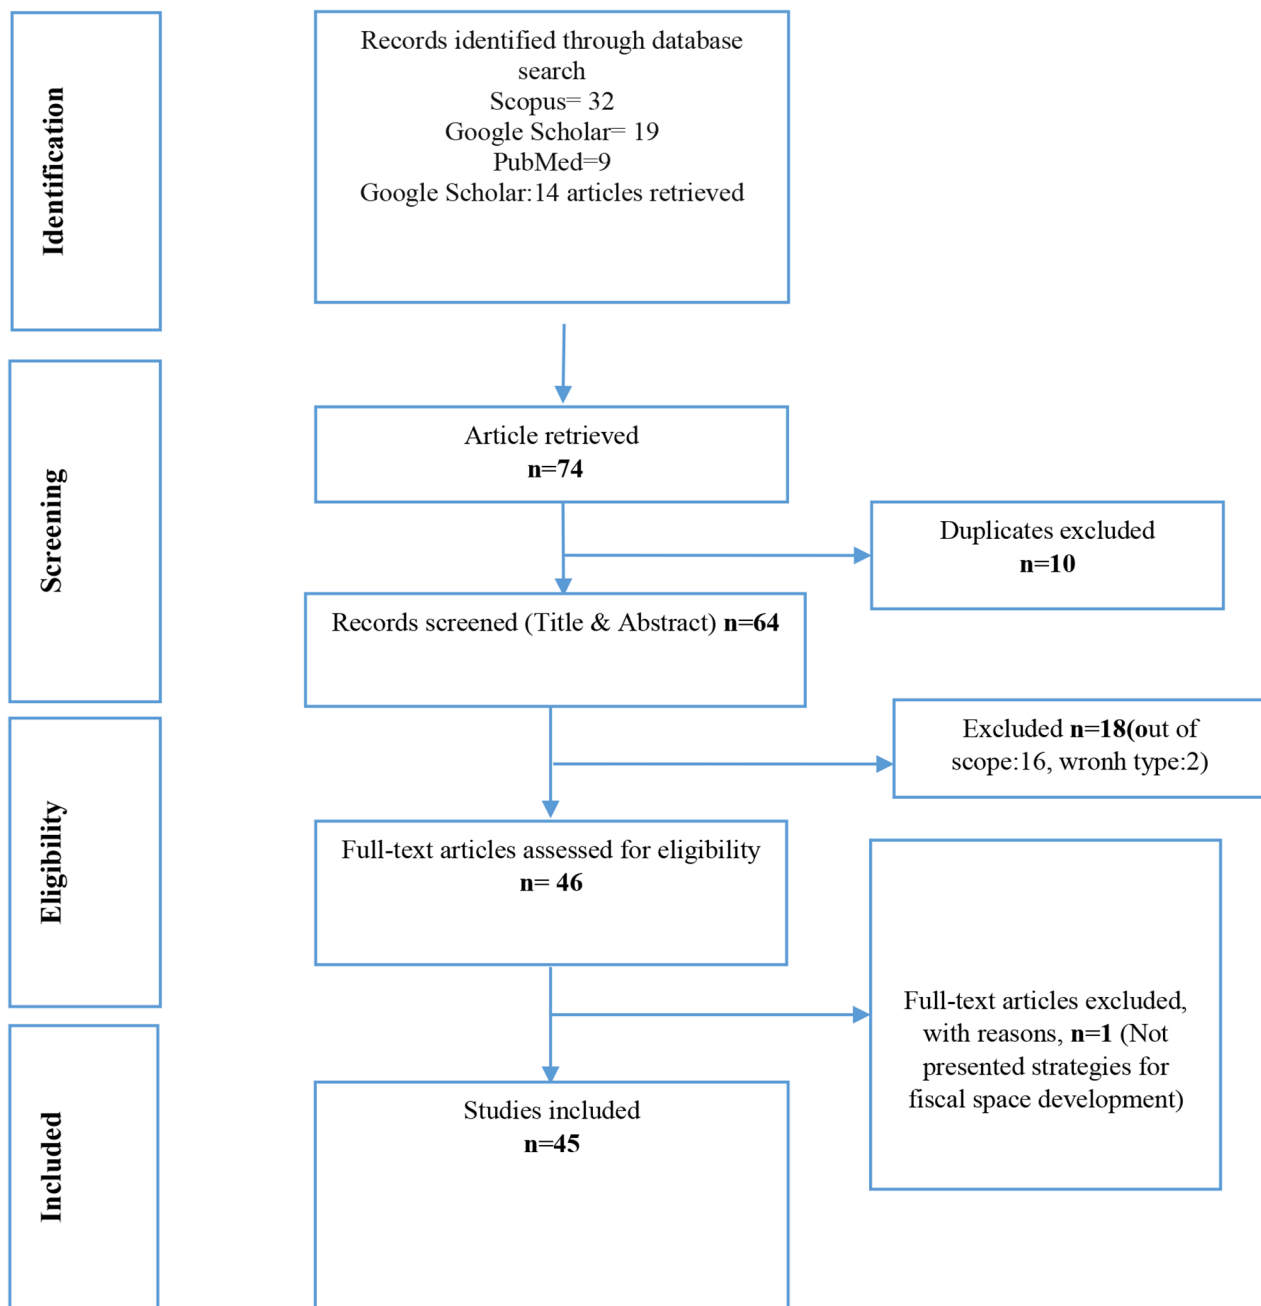 Identification
Records identified through database
search
Scopus= 32
Google Scholar= 19
PubMed=9
Google Scholar:14 articles retrieved
Screening
Article retrieved
n=74
Duplicates excluded
n=10
Records screened (Title & Abstract) n=64
Excluded n=18(out of
scope:16, wronh type:2)
Eligibility
Full-text articles assessed for eligibility
n= 46
Full-text articles excluded,
with reasons, n=1 (Not
presented strategies for
fiscal space development)
Included
Studies included
n=45